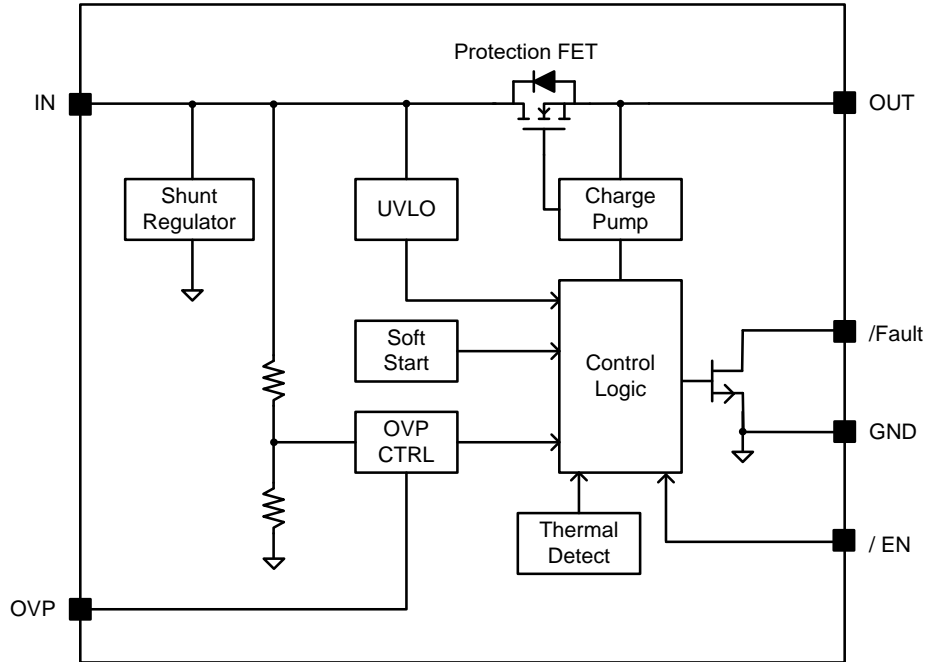 Protection FET
IN
OUT
Shunt
Regulator
UVLO
Charge
Pump
Soft
Start
Control
Logic
/Fault
OVP
CTRL
GND
Thermal
Detect
/ EN
OVP